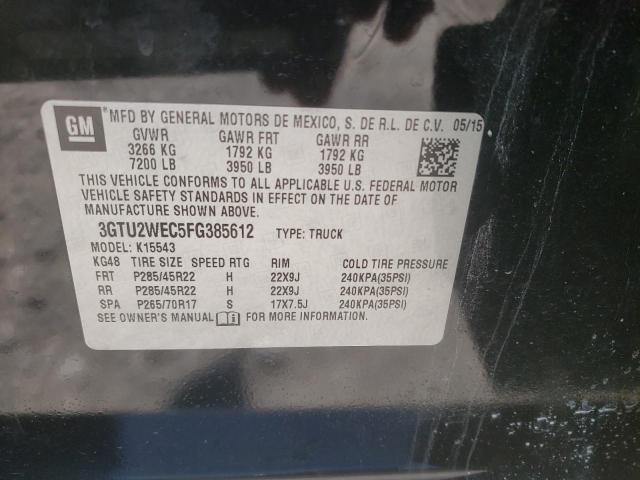 GM
®MFD BY GENERAL MOTORS DE MEXICO, S. DE R.L. DE C.V. 05/15
GVWR GAWR FRT GAWR RR
3266 KG 1792 KG 1792 KG
7200 LB 3950 LB 3950 LB
THIS VEHICLE CONFORMS TO ALL APPLICABLE U.S. FEDERAL MOTOR
VEHICLE SAFETY STANDARDS IN EFFECT ON THE DATE OF
MANUFACTURE SHOWN ABOVE.
3GTU2WEC5FG385612 TYPE: TRUCK
MODEL: K15543
KG48 TIRE SIZE SPEED RTG RIM COLD TIRE PRESSURE
FRT P285/45R22 H 22X9J 240KPA(35PSI)
RR P285/45R22 H 22X9J 240KPA(35PSI)
SPA P265/70R17 S 17X7.5J 240KPA(35PSI)
SEE OWNER'S MANUAL FOR ADDITIONAL INFORMATION.